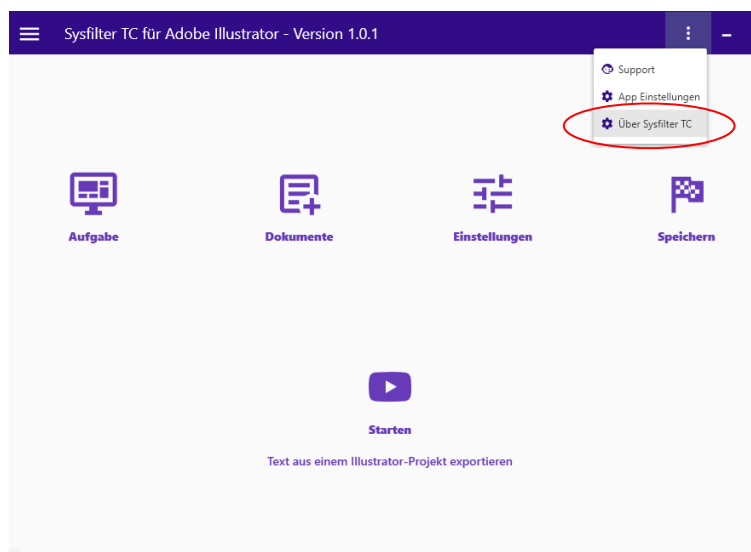 Sysfilter TC für Adobe Illustrator - Version 1.0.1
Support
App Einstellungen
Über Sysfilter TC
Aufgabe
Dokumente
Einstellungen
Speichern
Starten
Text aus einem Illustrator-Projekt exportieren